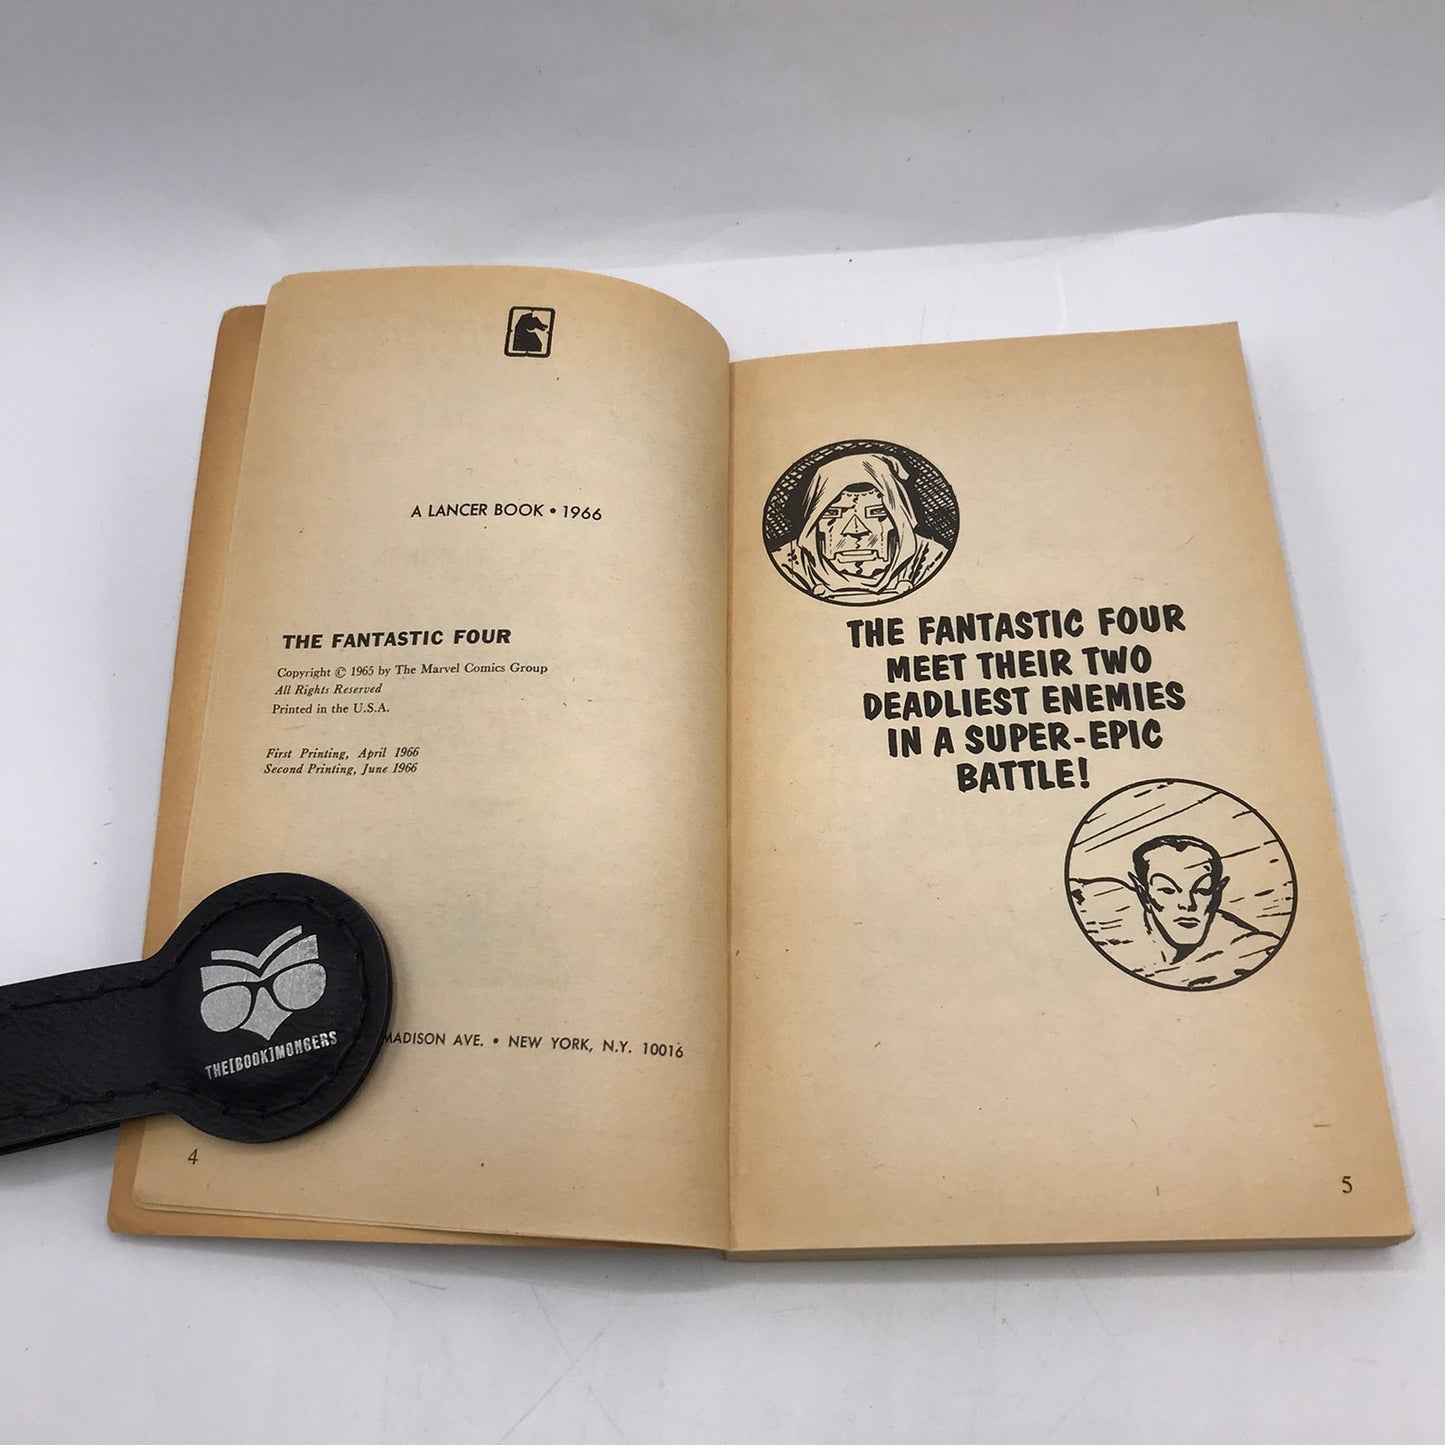 A LANCER BOOK • 1966
THE FANTASTIC FOUR
Copyright © 1965 by The Marvel Comics Group
All Rights Reserved
Printed in the U.S.A.
First Printing, April 1966
Second Printing, June 1966
MADISON AVE. • NEW YORK, N.Y. 10016
THE[BOOK]MONGERS
4
THE FANTASTIC FOUR
MEET THEIR TWO
DEADLIEST ENEMIES
IN A SUPER-EPIC
BATTLE!
5